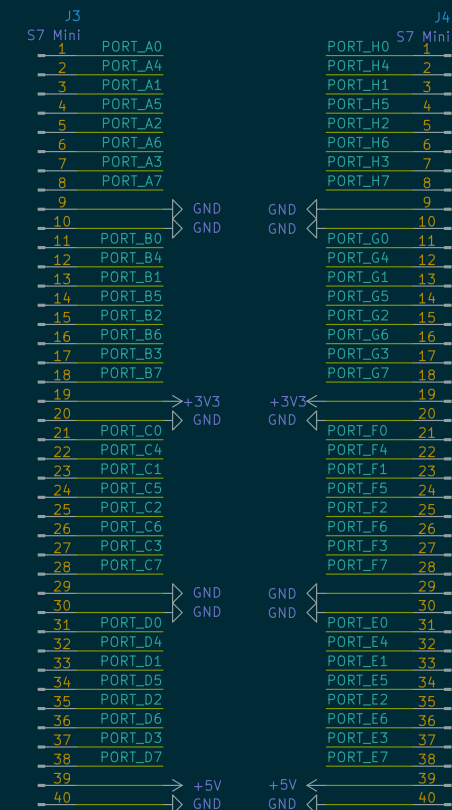 J3 J4
S7 Mini S7 Mini
1 PORT_A0 PORT_H0 1
2 PORT_A4 PORT_H4 2
3 PORT_A1 PORT_H1 3
4 PORT_A5 PORT_H5 4
5 PORT_A2 PORT_H2 5
6 PORT_A6 PORT_H6 6
7 PORT_A3 PORT_H3 7
8 PORT_A7 PORT_H7 8
9 GND GND 9
10 GND GND 10
11 PORT_B0 PORT_G0 11
12 PORT_B4 PORT_G4 12
13 PORT_B1 PORT_G1 13
14 PORT_B5 PORT_G5 14
15 PORT_B2 PORT_G2 15
16 PORT_B6 PORT_G6 16
17 PORT_B3 PORT_G3 17
18 PORT_B7 PORT_G7 18
19 +3V3 +3V3 19
20 GND GND 20
21 PORT_C0 PORT_F0 21
22 PORT_C4 PORT_F4 22
23 PORT_C1 PORT_F1 23
24 PORT_C5 PORT_F5 24
25 PORT_C2 PORT_F2 25
26 PORT_C6 PORT_F6 26
27 PORT_C3 PORT_F3 27
28 PORT_C7 PORT_F7 28
29 GND GND 29
30 GND GND 30
31 PORT_D0 PORT_E0 31
32 PORT_D4 PORT_E4 32
33 PORT_D1 PORT_E1 33
34 PORT_D5 PORT_E5 34
35 PORT_D2 PORT_E2 35
36 PORT_D6 PORT_E6 36
37 PORT_D3 PORT_E3 37
38 PORT_D7 PORT_E7 38
39 +5V +5V 39
40 GND GND 40